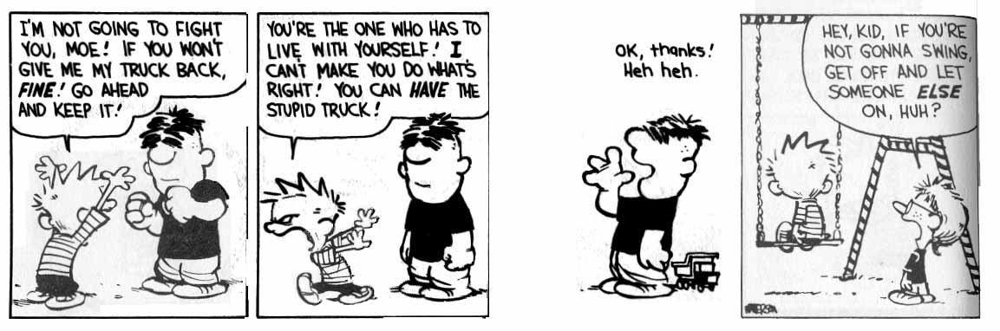 I'M NOT GOING TO FIGHT
YOU, MOE! IF YOU WON'T
GIVE ME MY TRUCK BACK,
FINE! GO AHEAD
AND KEEP IT!
YOU'RE THE ONE WHO HAS TO
LIVE WITH YOURSELF! I
CAN'T MAKE YOU DO WHAT'S
RIGHT! YOU CAN HAVE THE
STUPID TRUCK!
OK, thanks!
Heh heh.
HEY, KID, IF YOU'RE
NOT GONNA SWING,
GET OFF AND LET
SOMEONE ELSE
ON, HUH?